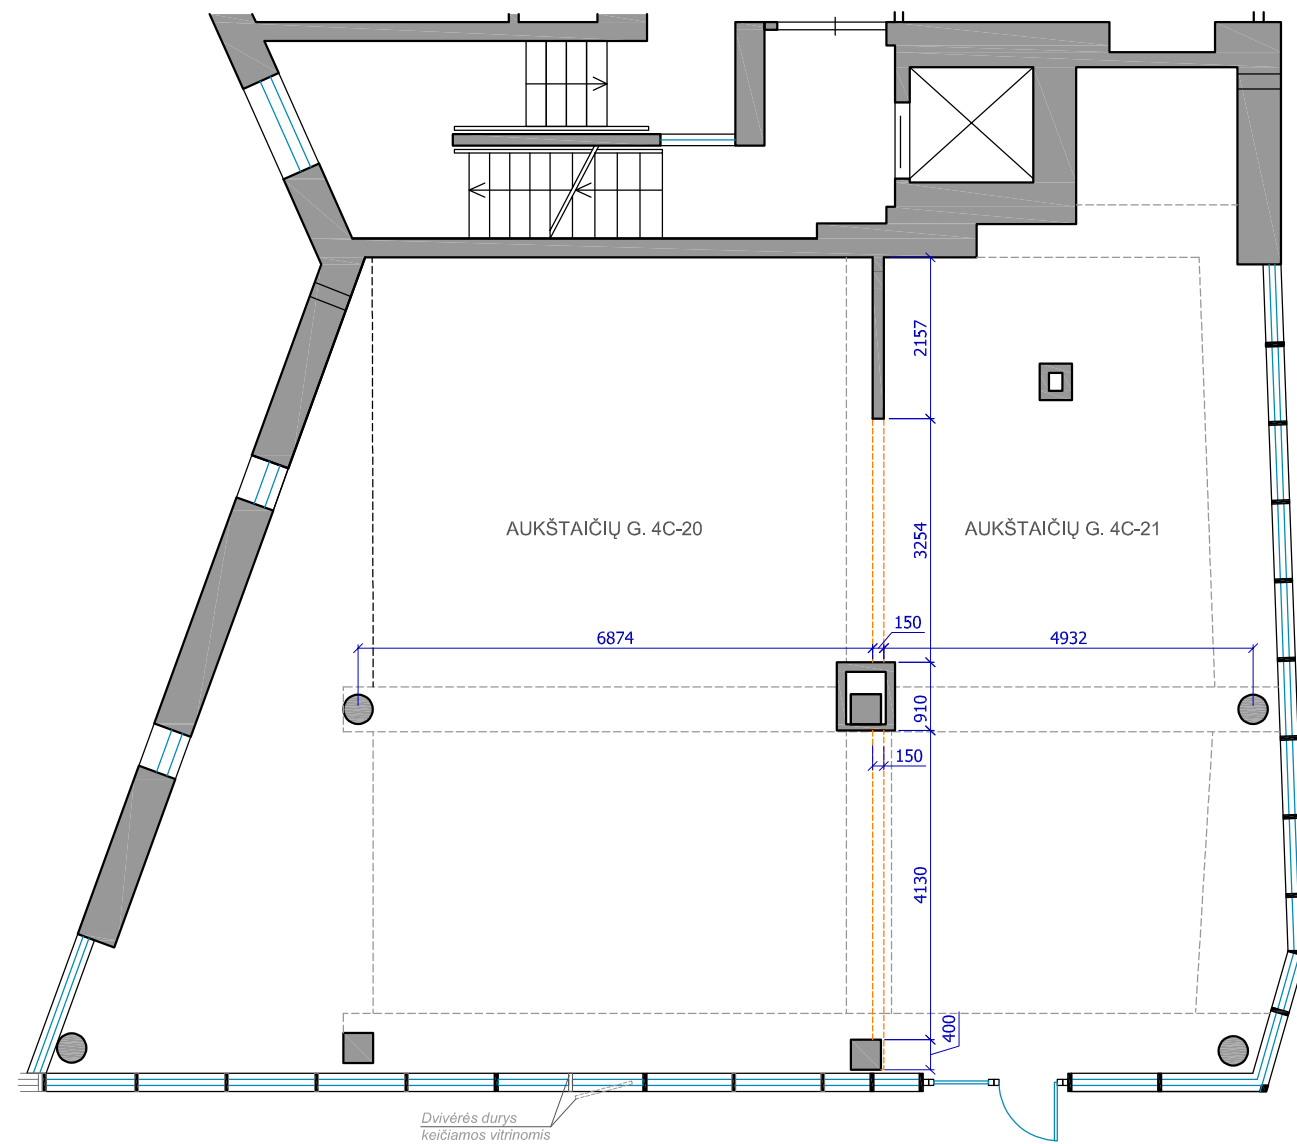 2157
AUKŠTAIČIŲ G. 4C-20
AUKŠTAIČIŲ G. 4C-21
3254
150
6874
4932
910
150
4130
400
Dvivėrės durys
keičiamos vitrinomis